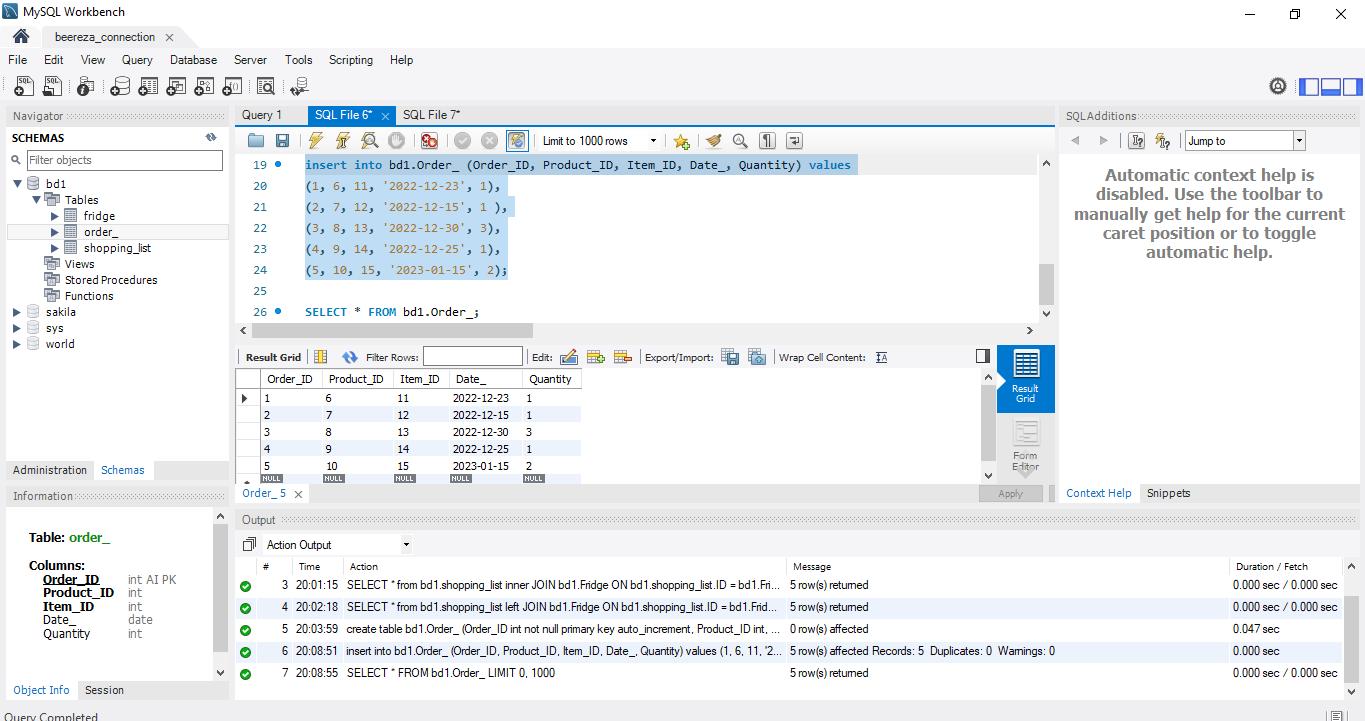 MySQL Workbench
beereza_connection
File Edit View Query Database Server Tools Scripting Help
Navigator
SCHEMAS
Filter objects
bd1
Tables
fridge
order_
shopping_list
Views
Stored Procedures
Functions
sakila
sys
world
Administration Schemas
Information
Table: order_
Columns:
Order_ID int AI PK
Product_ID int
Item_ID int
Date_ date
Quantity int
Object Info Session
Query Completed
Query 1 SQL File 6* SQL File 7*
Limit to 1000 rows
19 insert into bd1.Order_ (Order_ID, Product_ID, Item_ID, Date_, Quantity) values
20 (1, 6, 11, '2022-12-23', 1),
21 (2, 7, 12, '2022-12-15', 1 ),
22 (3, 8, 13, '2022-12-30', 3),
23 (4, 9, 14, '2022-12-25', 1),
24 (5, 10, 15, '2023-01-15', 2);
25
26 SELECT * FROM bd1.Order_;
Result Grid Filter Rows: Edit: Export/Import: Wrap Cell Content:
Order_ID Product_ID Item_ID Date_ Quantity
1 6 11 2022-12-23 1
2 7 12 2022-12-15 1
3 8 13 2022-12-30 3
4 9 14 2022-12-25 1
5 10 15 2023-01-15 2
NULL NULL NULL NULL NULL
Result
Grid
Form
Editor
Order_ 5
Apply
SQLAdditions
Jump to
Automatic context help is
disabled. Use the toolbar to
manually get help for the current
caret position or to toggle
automatic help.
Context Help Snippets
Output
Action Output
# Time Action Message Duration / Fetch
3 20:01:15 SELECT * from bd1.shopping_list inner JOIN bd1.Fridge ON bd1.shopping_list.ID = bd1.Fri... 5 row(s) returned 0.000 sec / 0.000 sec
4 20:02:18 SELECT * from bd1.shopping_list left JOIN bd1.Fridge ON bd1.shopping_list.ID = bd1.Frid... 5 row(s) returned 0.000 sec / 0.000 sec
5 20:03:59 create table bd1.Order_ (Order_ID int not null primary key auto_increment, Product_ID int, ... 0 row(s) affected 0.047 sec
6 20:08:51 insert into bd1.Order_ (Order_ID, Product_ID, Item_ID, Date_, Quantity) values (1, 6, 11, '2... 5 row(s) affected Records: 5 Duplicates: 0 Warnings: 0 0.000 sec
7 20:08:55 SELECT * FROM bd1.Order_ LIMIT 0, 1000 5 row(s) returned 0.000 sec / 0.000 sec